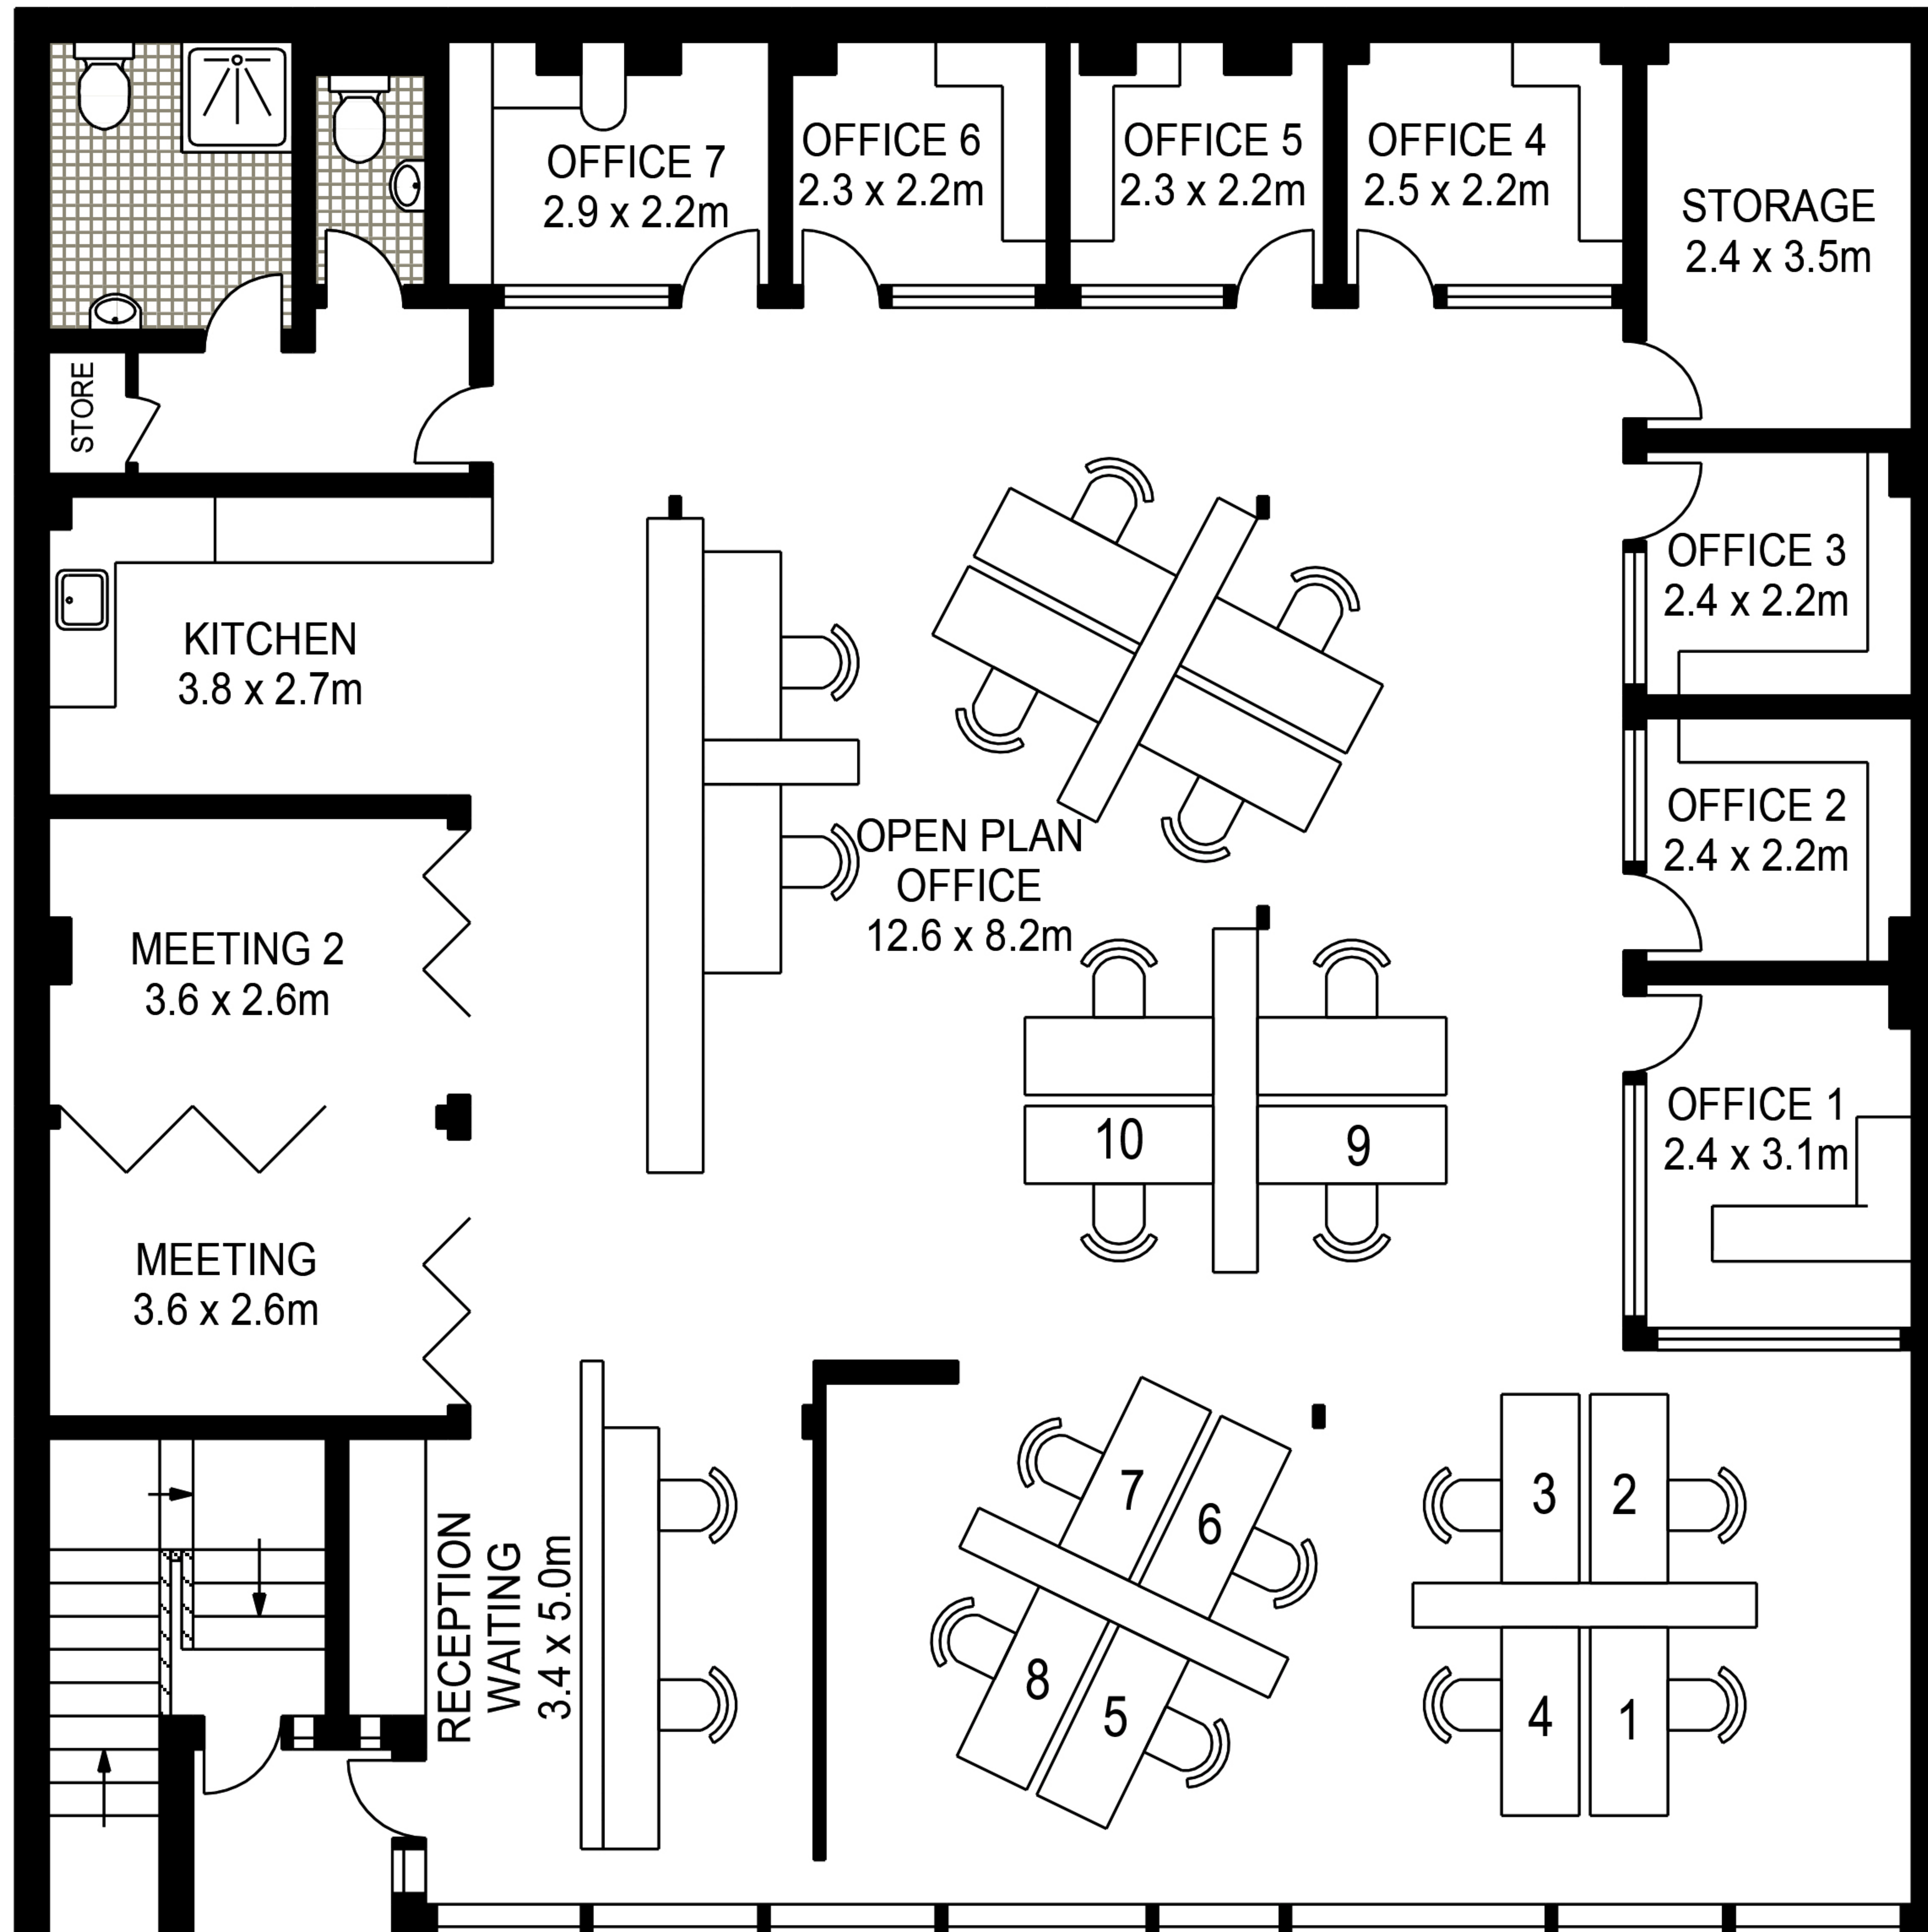 OFFICE 7
2.9 x 2.2m
OFFICE 6
2.3 x 2.2m
OFFICE 5
2.3 x 2.2m
OFFICE 4
2.5 x 2.2m
STORAGE
2.4 x 3.5m
STORE
KITCHEN
3.8 x 2.7m
OFFICE 3
2.4 x 2.2m
OFFICE 2
2.4 x 2.2m
OPEN PLAN
OFFICE
12.6 x 8.2m
MEETING 2
3.6 x 2.6m
10
9
OFFICE 1
2.4 x 3.1m
MEETING
3.6 x 2.6m
RECEPTION
WAITING
3.4 x 5.0m
7
6
8
5
3
2
4
1